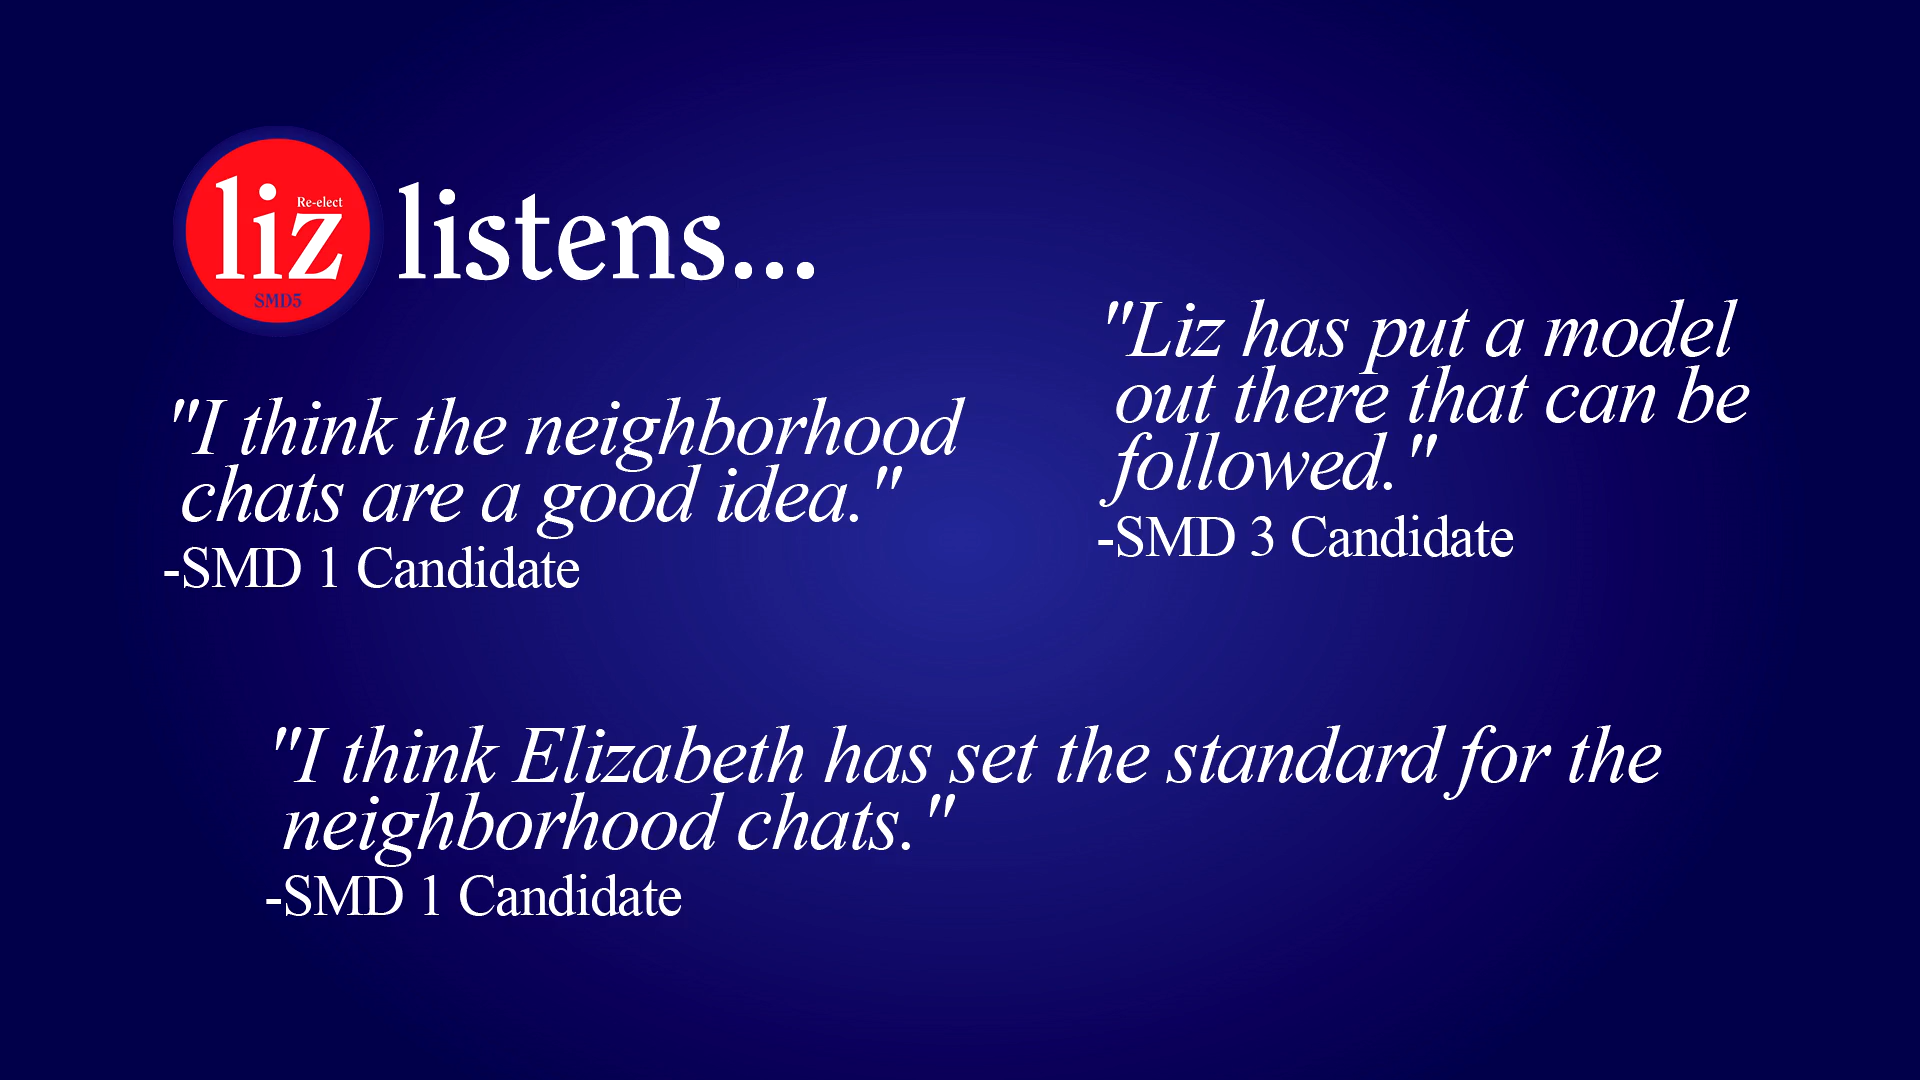 Re-elect
liz
SMD5
listens...
"I think the neighborhood
chats are a good idea."
-SMD 1 Candidate
"Liz has put a model
out there that can be
followed."
-SMD 3 Candidate
"I think Elizabeth has set the standard for the
neighborhood chats."
-SMD 1 Candidate